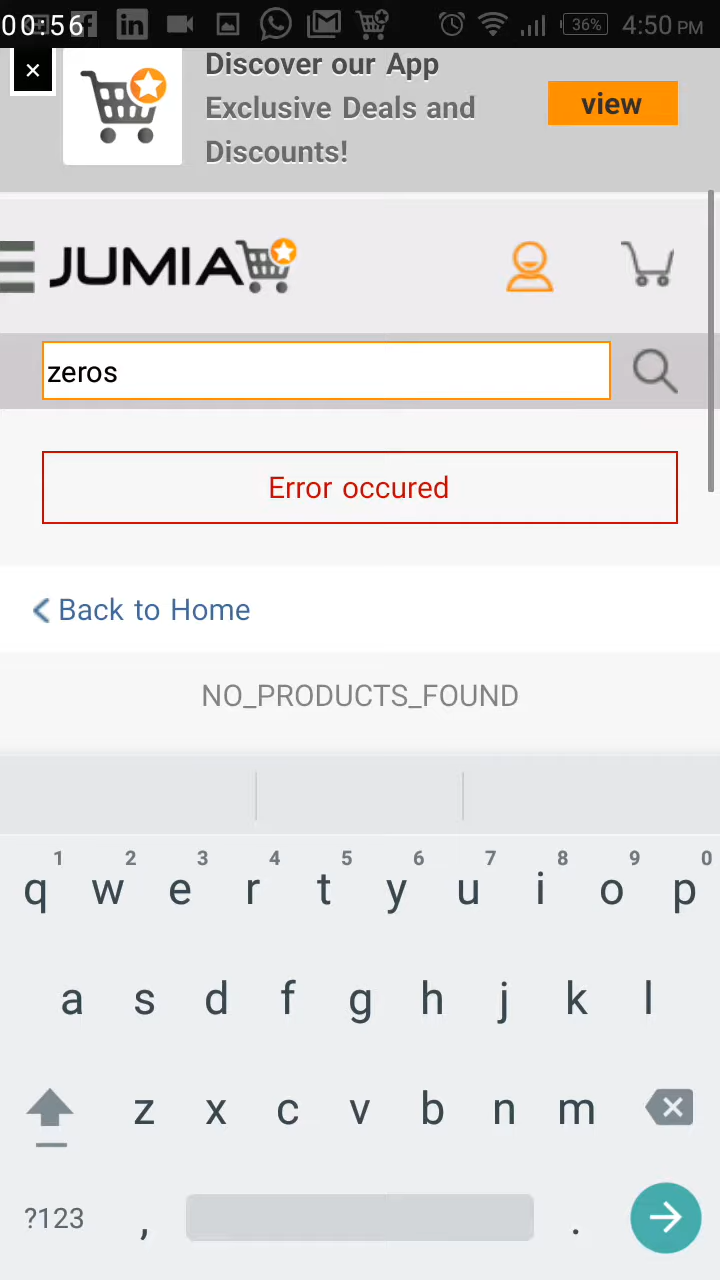 00:56
36%
4:50 PM
Discover our App
Exclusive Deals and
Discounts!
view
JUMIA
zeros
Error occured
Back to Home
NO_PRODUCTS_FOUND
1 2 3 4 5 6 7 8 9 0
q w e r t y u i o p
a s d f g h j k l
z x c v b n m
?123 , .